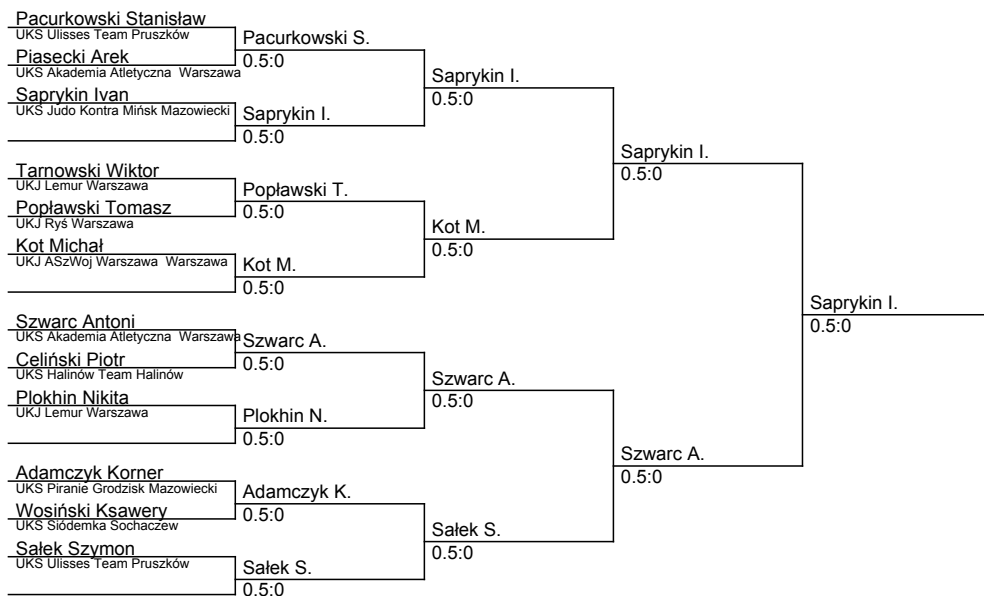 Pacurkowski Stanisław
UKS Ulisses Team Pruszków
Piasecki Arek
UKS Akademia Atletyczna Warszawa
Saprykin Ivan
UKS Judo Kontra Mińsk Mazowiecki
Tarnowski Wiktor
UKJ Lemur Warszawa
Popławski Tomasz
UKJ Ryś Warszawa
Kot Michał
UKJ ASzWoj Warszawa Warszawa
Szwarc Antoni
UKS Akademia Atletyczna Warszawa
Celiński Piotr
UKS Halinów Team Halinów
Plokhin Nikita
UKJ Lemur Warszawa
Adamczyk Korner
UKS Piranie Grodzisk Mazowiecki
Wosiński Ksawery
UKS Siódemka Sochaczew
Sałek Szymon
UKS Ulisses Team Pruszków
Pacurkowski S.
0.5:0
Saprykin I.
0.5:0
Popławski T.
0.5:0
Kot M.
0.5:0
Szwarc A.
0.5:0
Plokhin N.
0.5:0
Adamczyk K.
0.5:0
Sałek S.
0.5:0
Saprykin I.
0.5:0
Kot M.
0.5:0
Szwarc A.
0.5:0
Sałek S.
0.5:0
Saprykin I.
0.5:0
Szwarc A.
0.5:0
Saprykin I.
0.5:0